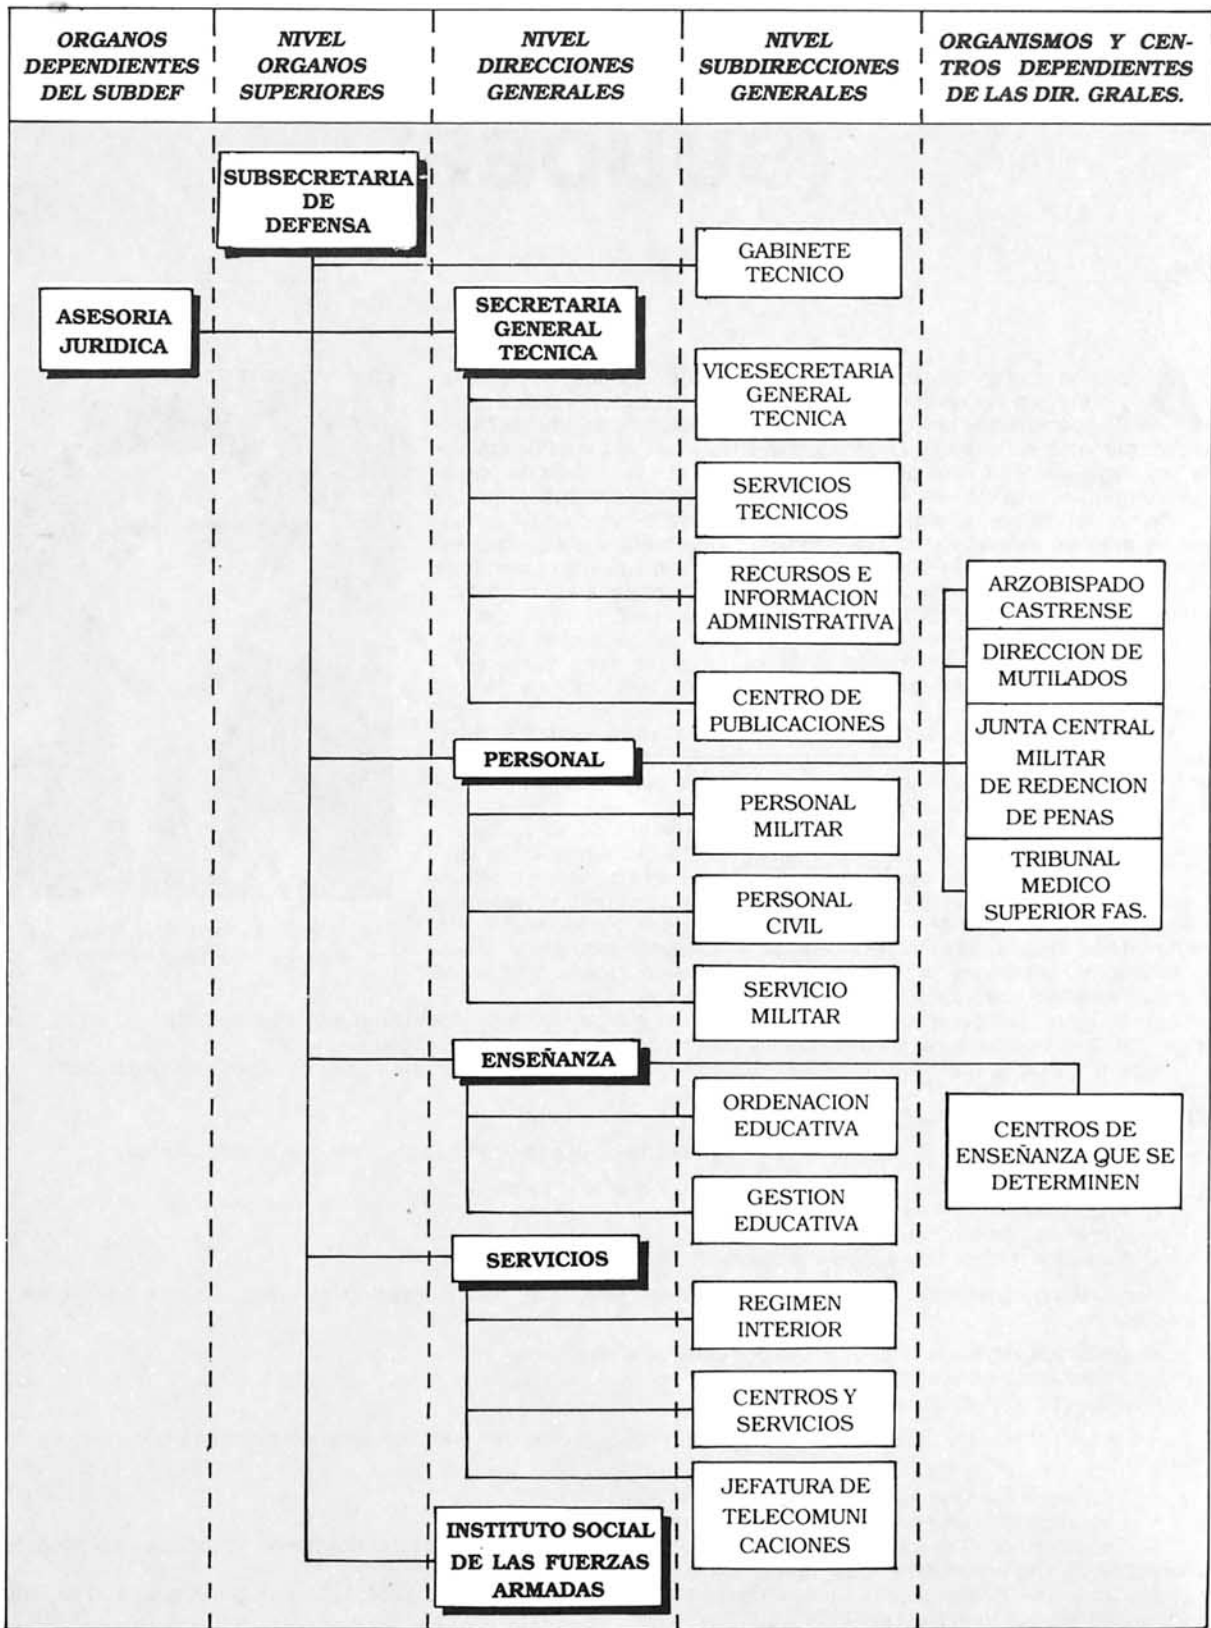 ORGANOS
DEPENDIENTES
DEL SUBDEF
NIVEL
ORGANOS
SUPERIORES
NIVEL
DIRECCIONES
GENERALES
NIVEL
SUBDIRECCIONES
GENERALES
ORGANISMOS Y CEN-
TROS DEPENDIENTES
DE LAS DIR. GRALES.
SUBSECRETARIA
DE
DEFENSA
GABINETE
TECNICO
ASESORIA
JURIDICA
SECRETARIA
GENERAL
TECNICA
VICESECRETARIA
GENERAL
TECNICA
SERVICIOS
TECNICOS
RECURSOS E
INFORMACION
ADMINISTRATIVA
CENTRO DE
PUBLICACIONES
ARZOBISPADO
CASTRENSE
DIRECCION DE
MUTILADOS
JUNTA CENTRAL
MILITAR
DE REDENCION
DE PENAS
TRIBUNAL
MEDICO
SUPERIOR FAS.
PERSONAL
PERSONAL
MILITAR
PERSONAL
CIVIL
SERVICIO
MILITAR
ENSEÑANZA
ORDENACION
EDUCATIVA
GESTION
EDUCATIVA
CENTROS DE
ENSEÑANZA QUE SE
DETERMINEN
SERVICIOS
REGIMEN
INTERIOR
CENTROS Y
SERVICIOS
JEFATURA DE
TELECOMUNI
CACIONES
INSTITUTO SOCIAL
DE LAS FUERZAS
ARMADAS